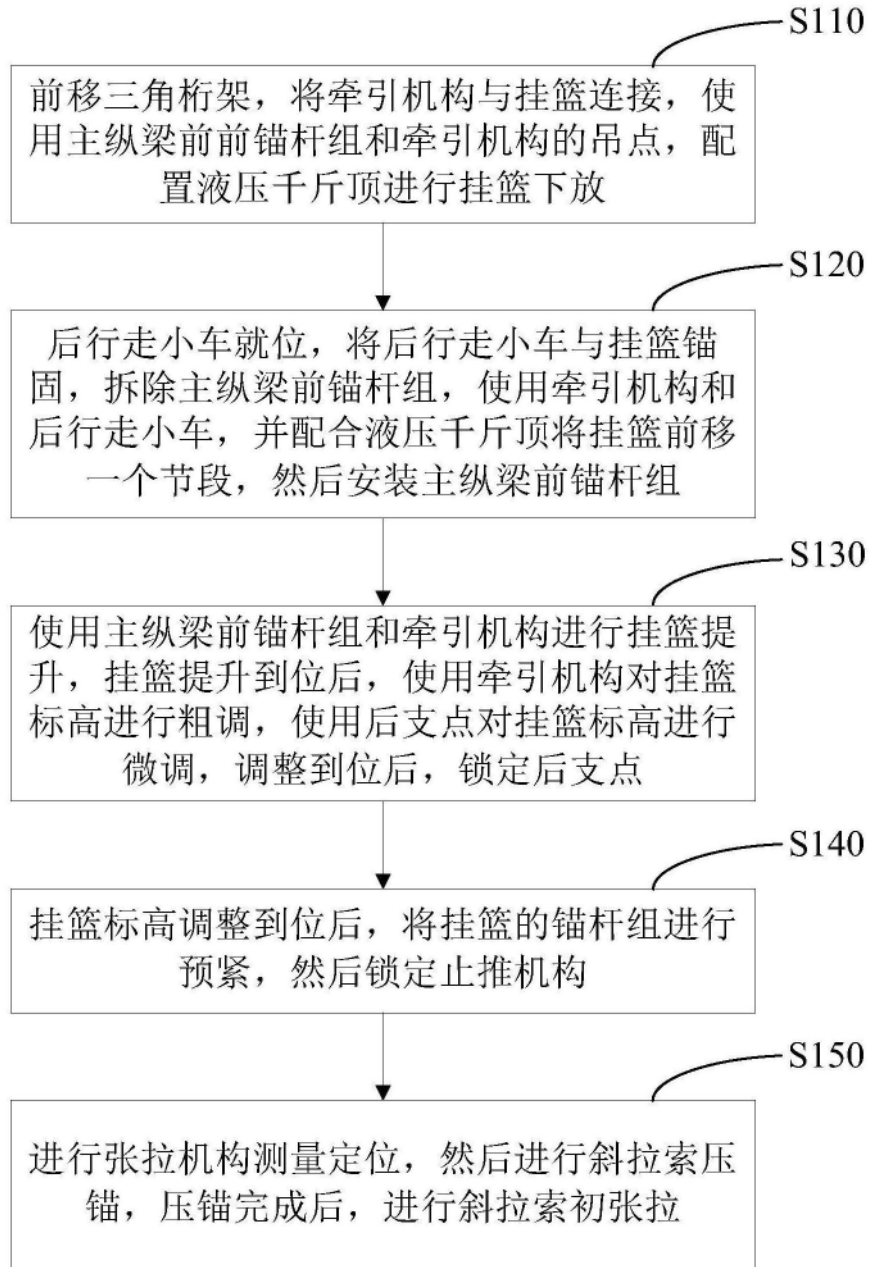 S110
前移三角桁架，将牵引机构与挂篮连接，使
用主纵梁前前锚杆组和牵引机构的吊点，配
置液压千斤顶进行挂篮下放
S120
后行走小车就位，将后行走小车与挂篮锚
固，拆除主纵梁前锚杆组，使用牵引机构和
后行走小车，并配合液压千斤顶将挂篮前移
一个节段，然后安装主纵梁前锚杆组
S130
使用主纵梁前锚杆组和牵引机构进行挂篮提
升，挂篮提升到位后，使用牵引机构对挂篮
标高进行粗调，使用后支点对挂篮标高进行
微调，调整到位后，锁定后支点
S140
挂篮标高调整到位后，将挂篮的锚杆组进行
预紧，然后锁定止推机构
S150
进行张拉机构测量定位，然后进行斜拉索压
锚，压锚完成后，进行斜拉索初张拉